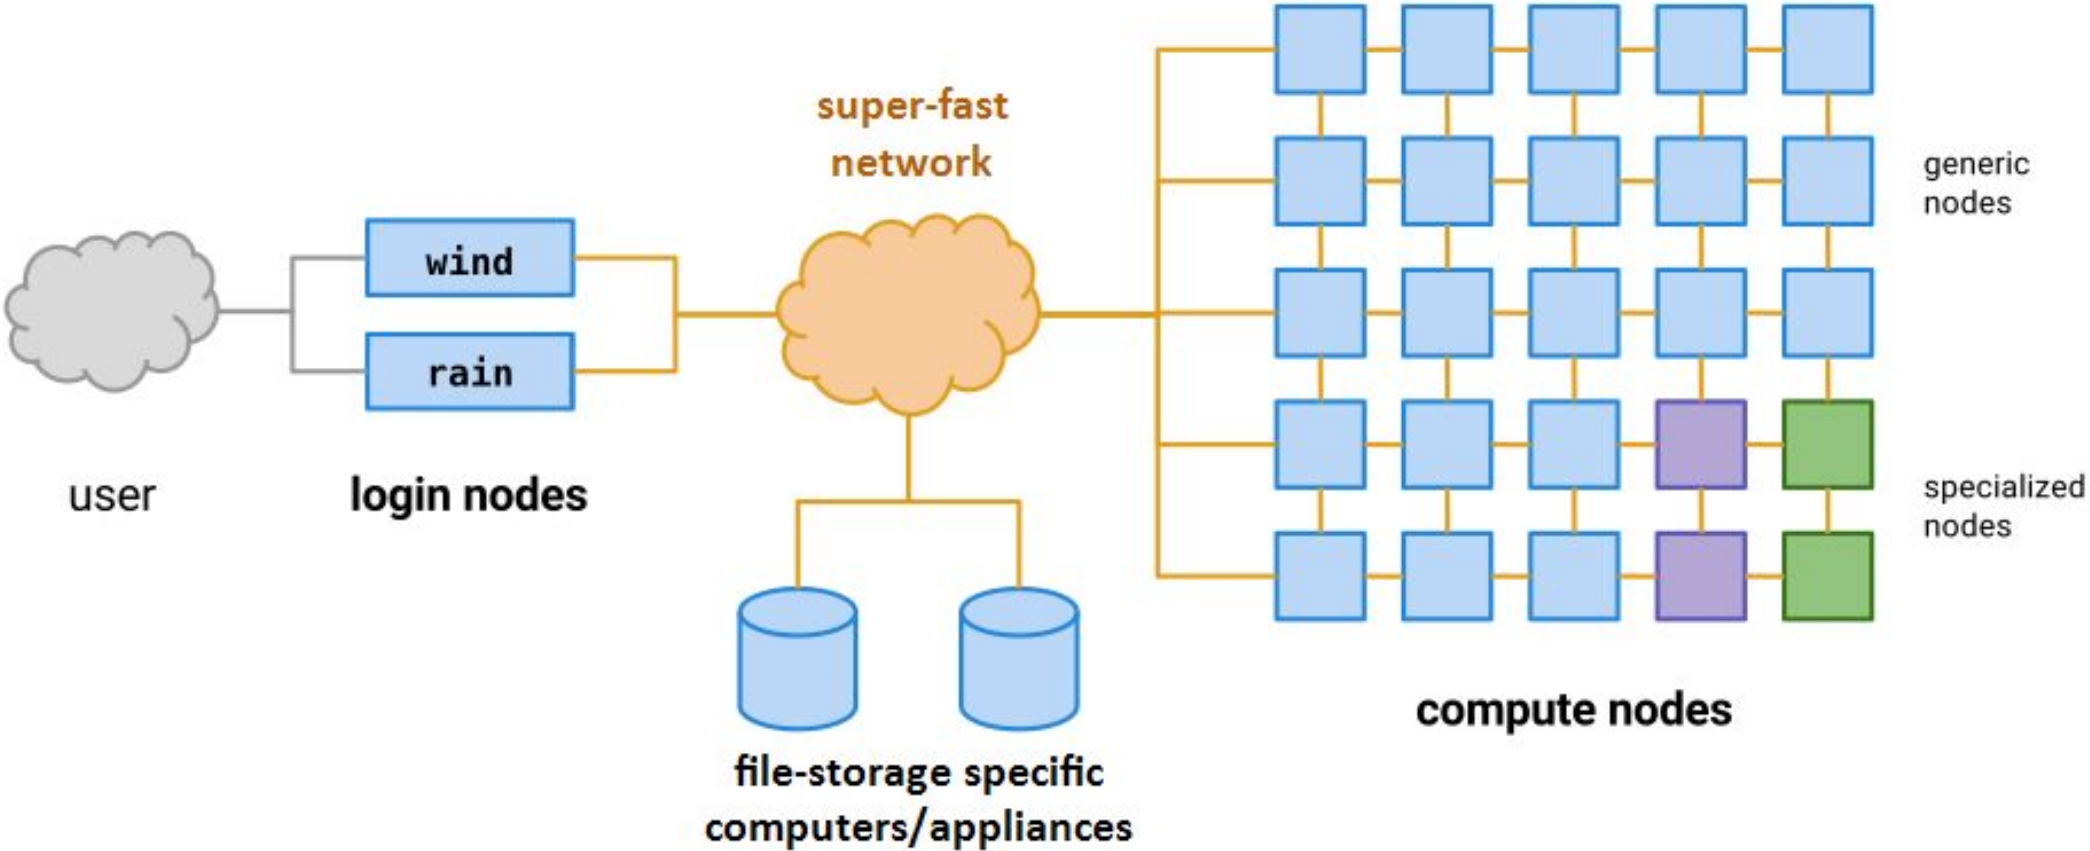 super-fast
network
generic
nodes
wind
rain
user
login nodes
specialized
nodes
compute nodes
file-storage specific
computers/appliances